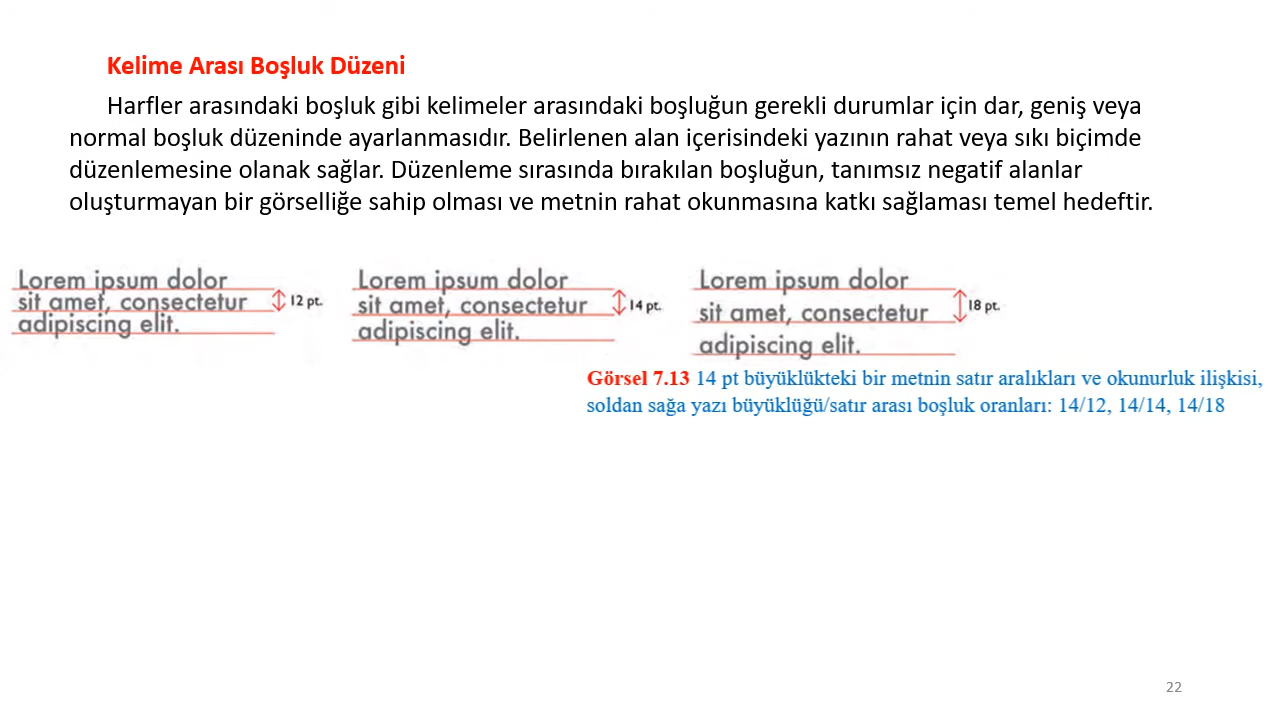 Kelime Arası Boşluk Düzeni
Harfler arasındaki boşluk gibi kelimeler arasındaki boşluğun gerekli durumlar için dar, geniş veya
normal boşluk düzeninde ayarlanmasıdır. Belirlenen alan içerisindeki yazının rahat veya sıkı biçimde
düzenlemesine olanak sağlar. Düzenleme sırasında bırakılan boşluğun, tanımsız negatif alanlar
oluşturmayan bir görselliğe sahip olması ve metnin rahat okunmasına katkı sağlaması temel hedeftir.
Lorem ipsum dolor
sit amet, consectetur
adipiscing elit.
12 pt.
Lorem ipsum dolor
sit amet, consectetur
adipiscing elit.
14 pt.
Lorem ipsum dolor
sit amet, consectetur
adipiscing elit.
18 pt.
Görsel 7.13 14 pt büyüklükteki bir metnin satır aralıkları ve okunurluk ilişkisi,
soldan sağa yazı büyüklüğü/satır arası boşluk oranları: 14/12, 14/14, 14/18
22